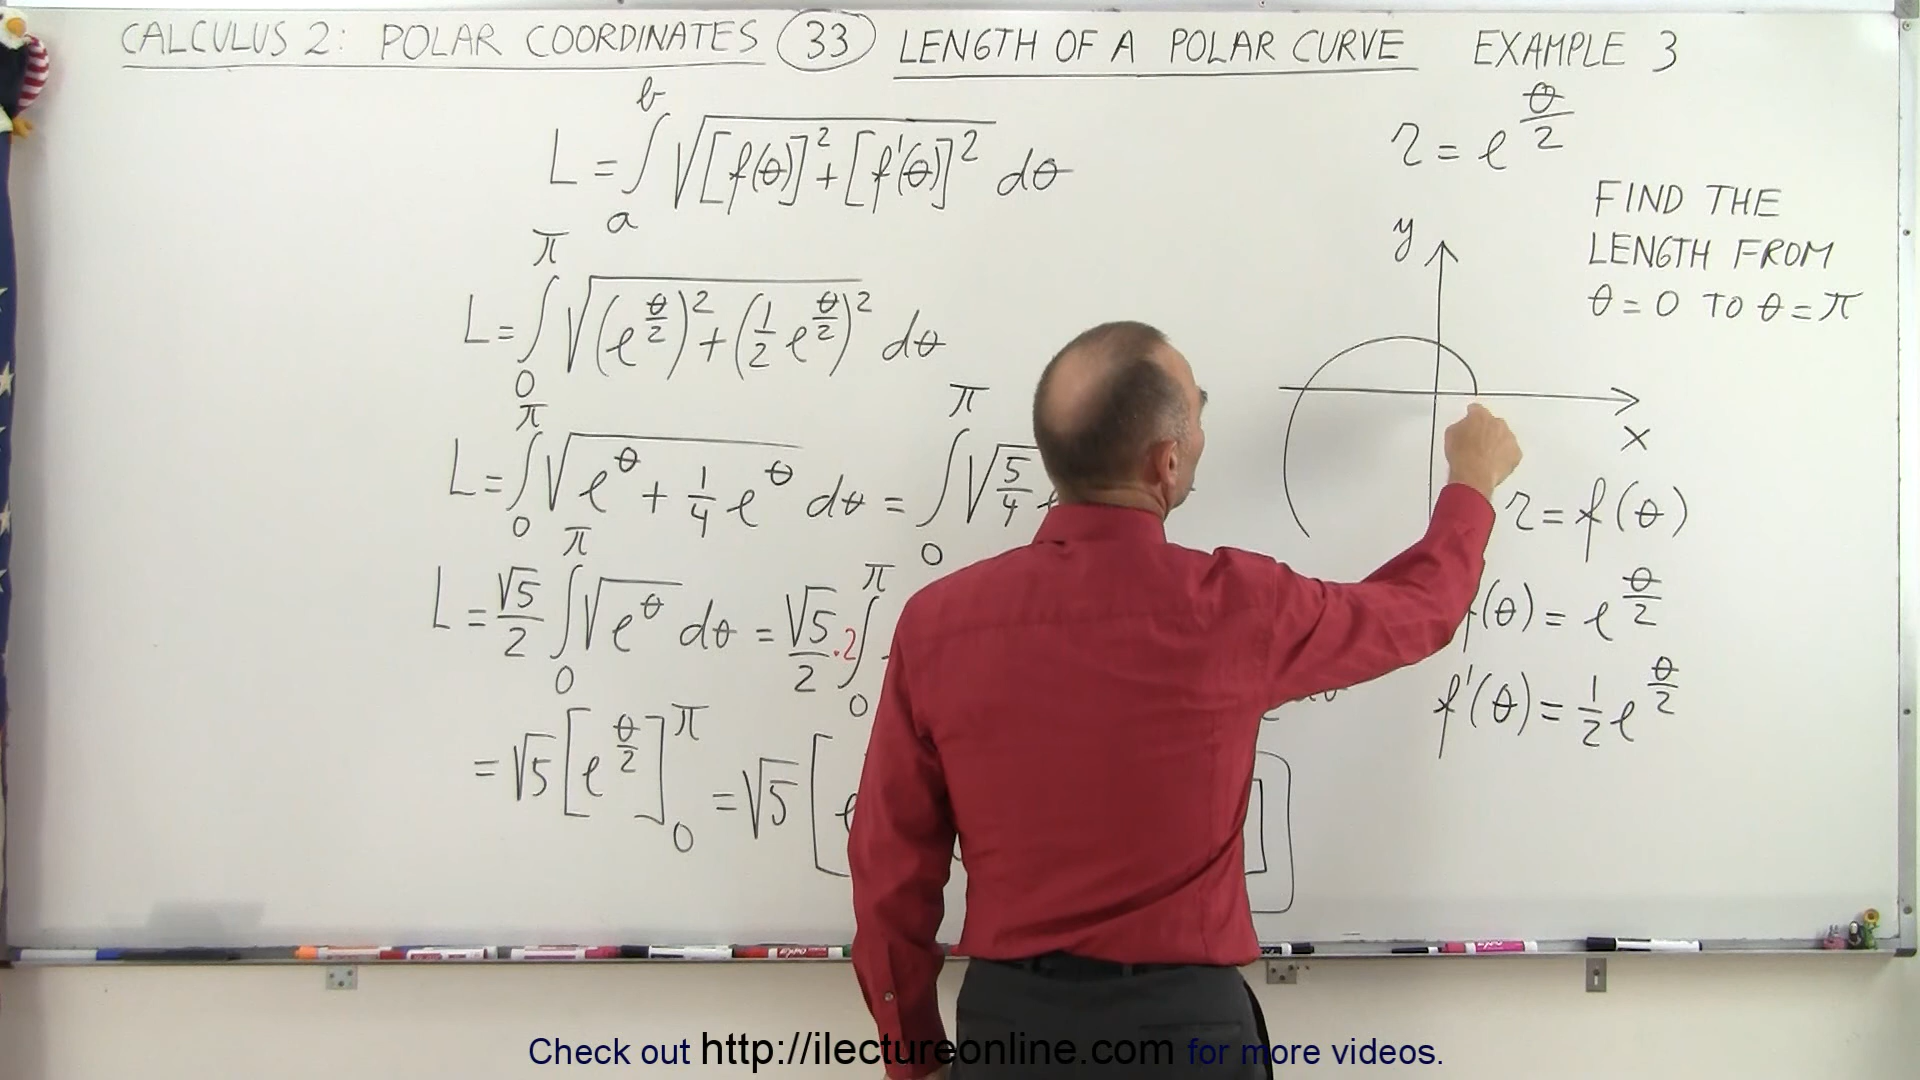 CALCULUS 2: POLAR COORDINATES 33 LENGTH OF A POLAR CURVE EXAMPLE 3
L = ∫_a^b √([f(θ)]² + [f'(θ)]²) dθ
L = ∫_0^π √((e^(θ/2))² + (1/2 e^(θ/2))²) dθ
L = ∫_0^π √(e^θ + 1/4 e^θ) dθ = ∫_0^π √(5/4
L = √5/2 ∫_0^π √(e^θ) dθ = √5/2 ·2 ∫_0^π
= √5 [e^(θ/2)]_0^π = √5 [
r = e^(θ/2)
FIND THE
LENGTH FROM
θ = 0 TO θ = π
y
x
r = f(θ)
(θ) = e^(θ/2)
f'(θ) = 1/2 e^(θ/2)
Check out http://ilectureonline.com for more videos.